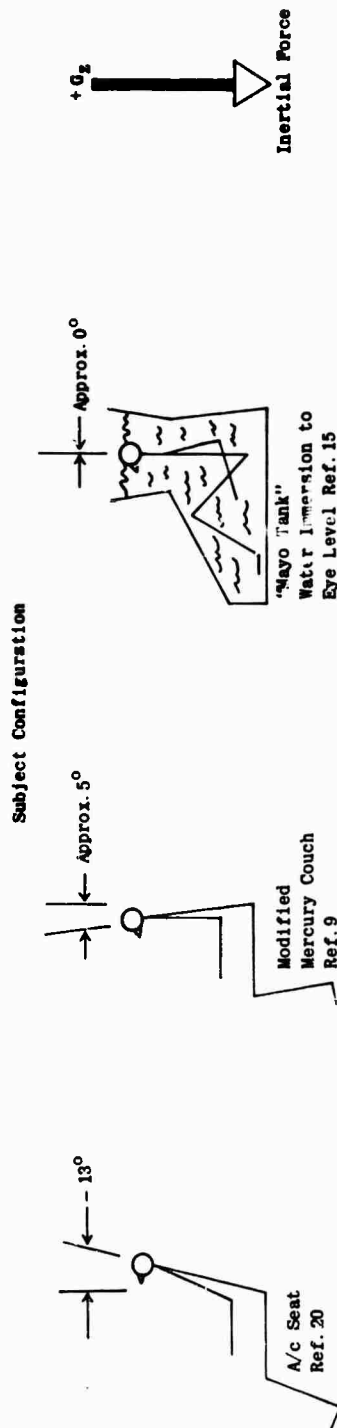 Subject Configuration
- 13°
A/c Seat
Ref. 20
Approx. 5°
Modified
Mercury Couch
Ref. 9
Approx. 0°
"Mayo Tank"
Water Immersion to
Eye Level Ref. 15
+ Gz
Inertial Force